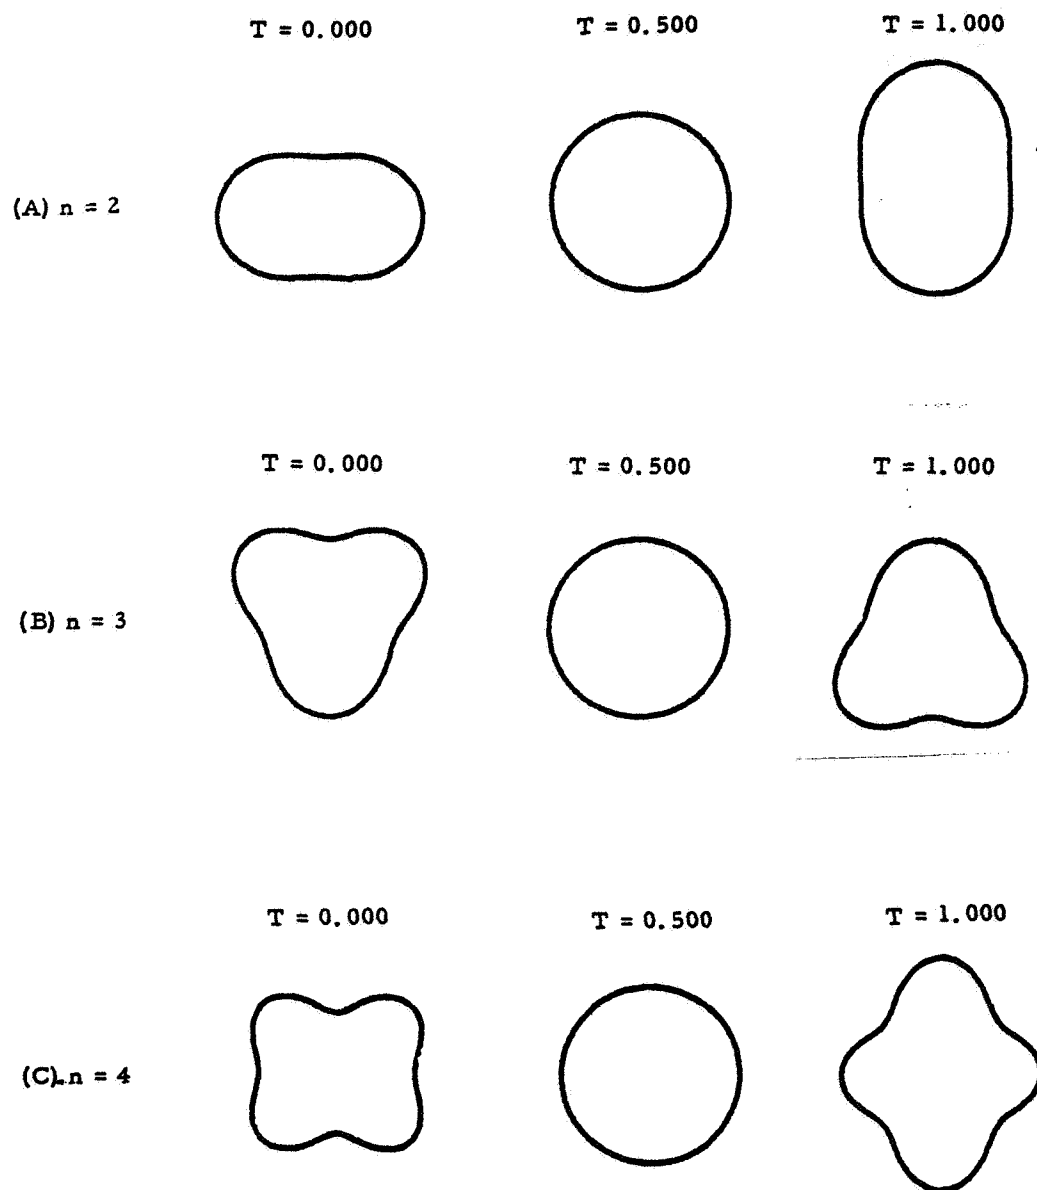 T = 0.000 T = 0.500 T = 1.000
(A) n = 2
T = 0.000 T = 0.500 T = 1.000
(B) n = 3
T = 0.000 T = 0.500 T = 1.000
(C) n = 4